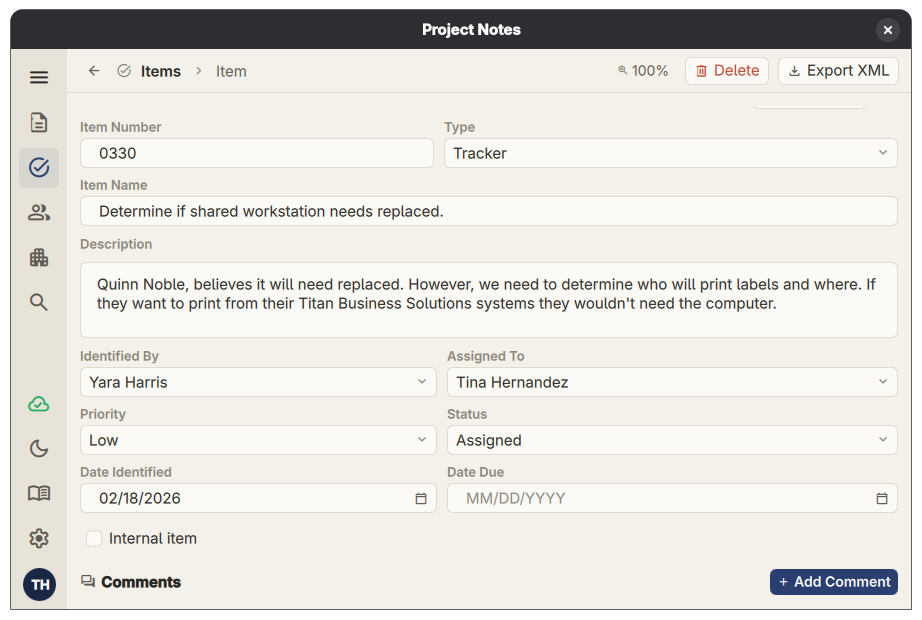 Project Notes
Items
Item
100%
Delete
Export XML
Item Number
Type
0330
Tracker
Item Name
Determine if shared workstation needs replaced.
Description
Quinn Noble, believes it will need replaced. However, we need to determine who will print labels and where. If
they want to print from their Titan Business Solutions systems they wouldn't need the computer.
Identified By
Assigned To
Yara Harris
Tina Hernandez
Priority
Status
Low
Assigned
Date Identified
Date Due
02/18/2026
MM/DD/YYYY
Internal item
TH
Comments
+ Add Comment